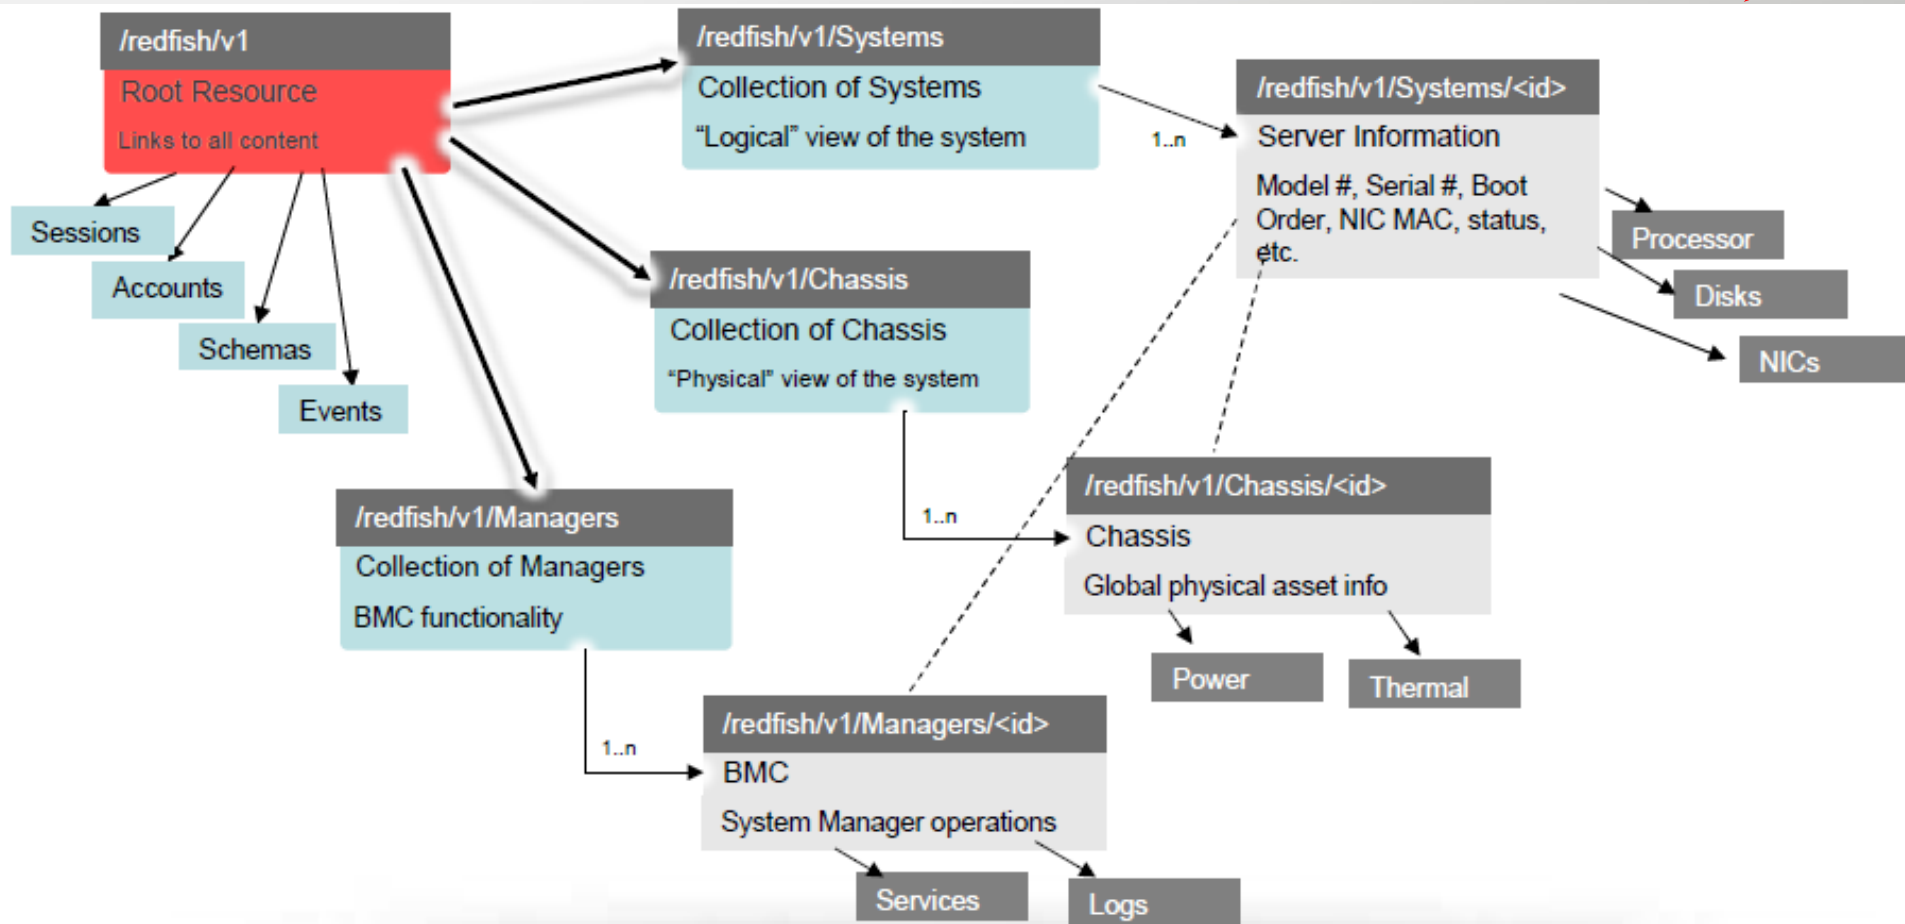 /redfish/v1
Root Resource
Links to all content
Sessions
Accounts
Schemas
Events
/redfish/v1/Systems
Collection of Systems
“Logical” view of the system
1..n
/redfish/v1/Systems/<id>
Server Information
Model #, Serial #, Boot
Order, NIC MAC, status,
etc.
Processor
Disks
NICs
/redfish/v1/Chassis
Collection of Chassis
“Physical” view of the system
1..n
/redfish/v1/Chassis/<id>
Chassis
Global physical asset info
Power
Thermal
/redfish/v1/Managers
Collection of Managers
BMC functionality
1..n
/redfish/v1/Managers/<id>
BMC
System Manager operations
Services
Logs